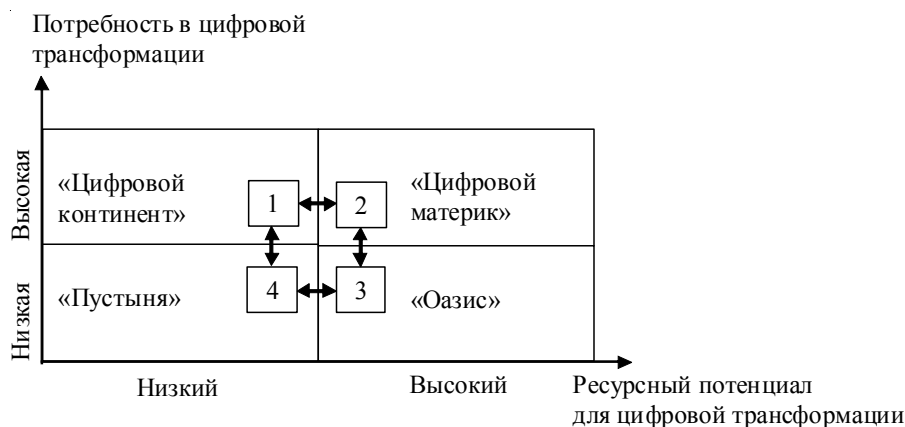 Потребность в цифровой
трансформации
Высокая
«Цифровой
континент»
1
2
«Цифровой
материк»
Низкая
«Пустыня»
4
3
«Оазис»
Низкий
Высокий
Ресурсный потенциал
для цифровой трансформации